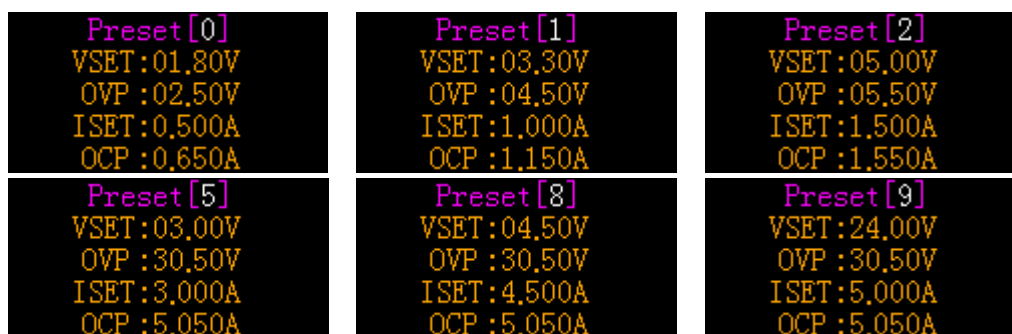 Preset[0]
VSET:01.80V
OVP :02.50V
ISET:0.500A
OCP :0.650A
Preset[1]
VSET:03.30V
OVP :04.50V
ISET:1.000A
OCP :1.150A
Preset[2]
VSET:05.00V
OVP :05.50V
ISET:1.500A
OCP :1.550A
Preset[5]
VSET:03.00V
OVP :30.50V
ISET:3.000A
OCP :5.050A
Preset[8]
VSET:04.50V
OVP :30.50V
ISET:4.500A
OCP :5.050A
Preset[9]
VSET:24.00V
OVP :30.50V
ISET:5.000A
OCP :5.050A